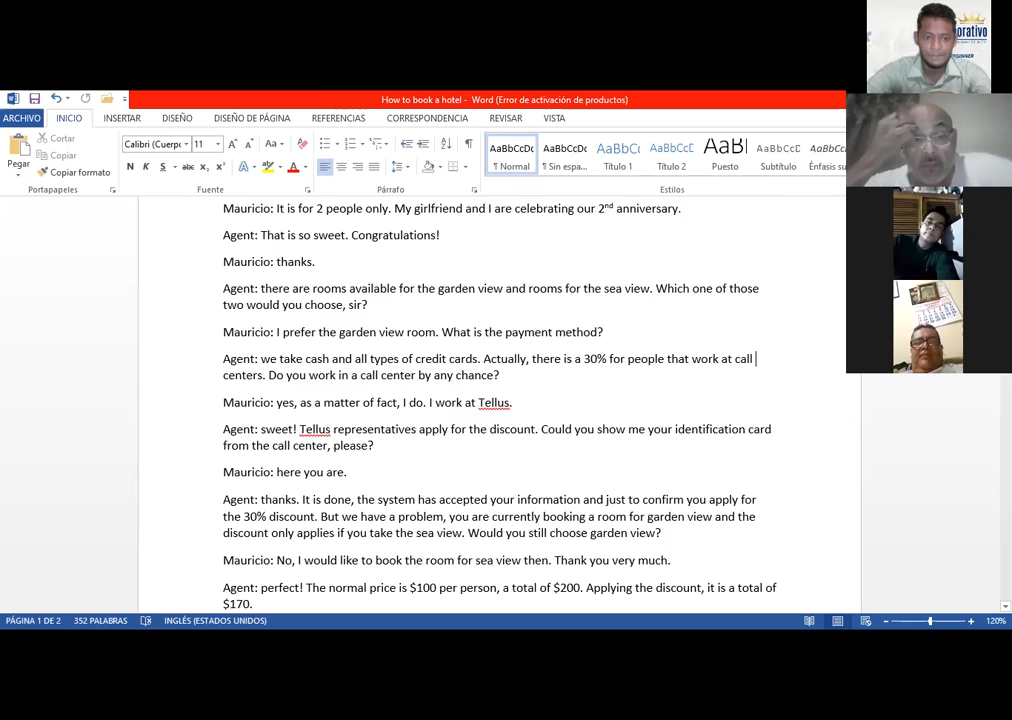 orativo
EGINNER
How to book a hotel - Word (Error de activación de productos)
ARCHIVO INICIO INSERTAR DISEÑO DISEÑO DE PÁGINA REFERENCIAS CORRESPONDENCIA REVISAR VISTA
Pegar
Cortar
Copiar
Copiar formato
Calibri (Cuerpo 11
N K S abc x₂ x²
AaBbCcDc AaBbCcDc AaBbC AaBbCcD AaBl AaBbCcD AaBbCcD
¶ Normal ¶ Sin espa... Título 1 Título 2 Puesto Subtítulo Énfasis su
Portapapeles Fuente Párrafo Estilos
Mauricio: It is for 2 people only. My girlfriend and I are celebrating our 2nd anniversary.
Agent: That is so sweet. Congratulations!
Mauricio: thanks.
Agent: there are rooms available for the garden view and rooms for the sea view. Which one of those
two would you choose, sir?
Mauricio: I prefer the garden view room. What is the payment method?
Agent: we take cash and all types of credit cards. Actually, there is a 30% for people that work at call
centers. Do you work in a call center by any chance?
Mauricio: yes, as a matter of fact, I do. I work at Tellus.
Agent: sweet! Tellus representatives apply for the discount. Could you show me your identification card
from the call center, please?
Mauricio: here you are.
Agent: thanks. It is done, the system has accepted your information and just to confirm you apply for
the 30% discount. But we have a problem, you are currently booking a room for garden view and the
discount only applies if you take the sea view. Would you still choose garden view?
Mauricio: No, I would like to book the room for sea view then. Thank you very much.
Agent: perfect! The normal price is $100 per person, a total of $200. Applying the discount, it is a total of
$170.
PÁGINA 1 DE 2 352 PALABRAS INGLÉS (ESTADOS UNIDOS) 120%